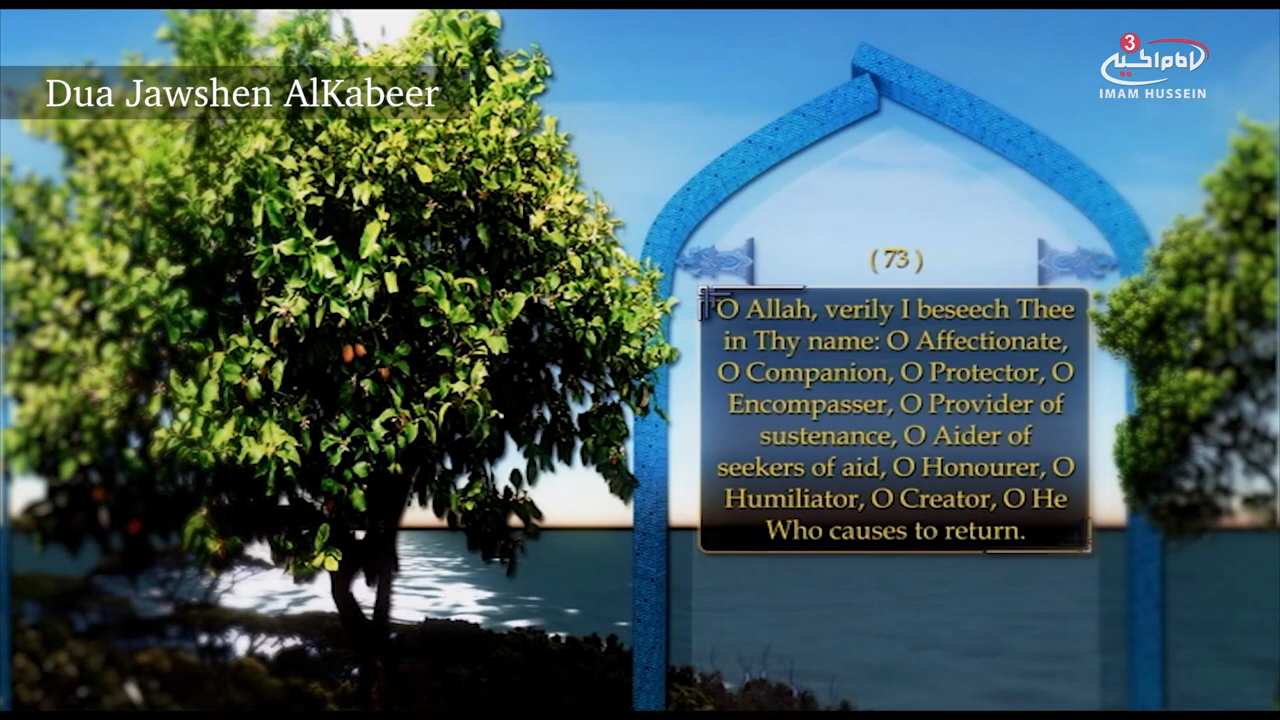 Dua Jawshen AlKabeer
3
IMAM HUSSEIN
( 73 )
O Allah, verily I beseech Thee
in Thy name: O Affectionate,
O Companion, O Protector, O
Encompasser, O Provider of
sustenance, O Aider of
seekers of aid, O Honourer, O
Humiliator, O Creator, O He
Who causes to return.